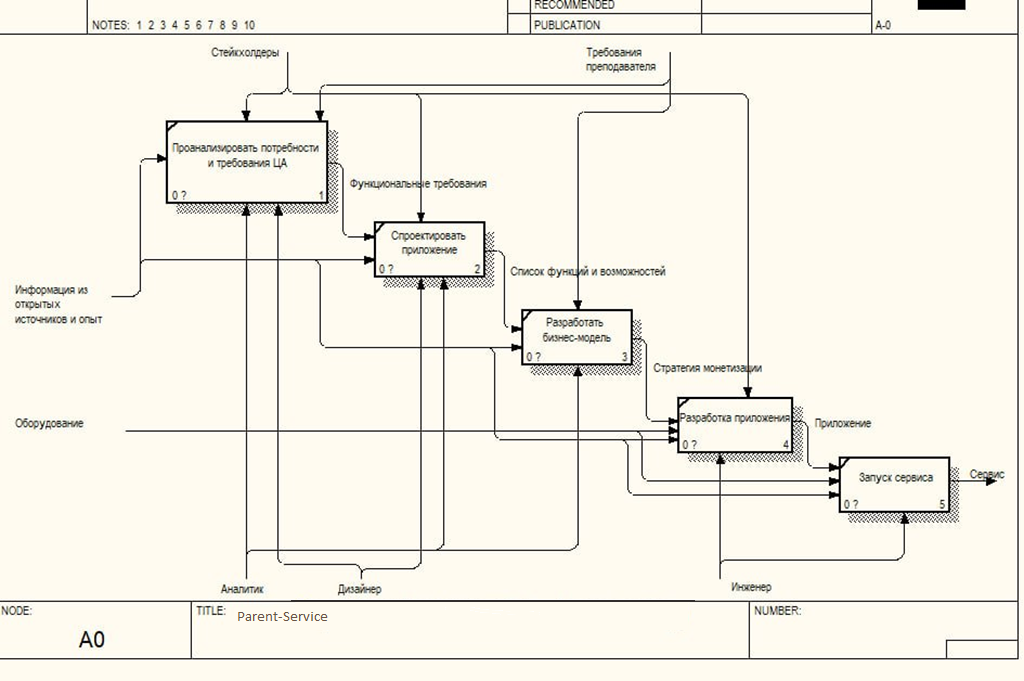 RECOMMENDED
NOTES: 1 2 3 4 5 6 7 8 9 10
PUBLICATION
A-0
Стейкхолдеры
Требования
преподавателя
Проанализировать потребности
и требования ЦА
0 ?
1
Функциональные требования
Спроектировать
приложение
0 ?
2
Список функций и возможностей
Информация из
открытых
источников и опыт
Разработать
бизнес-модель
0 ?
3
Стратегия монетизации
Оборудование
Разработка приложения
0 ?
4
Приложение
Запуск сервиса
0 ?
5
Сервис
Аналитик
Дизайнер
Инженер
NODE:
A0
TITLE:
Parent-Service
NUMBER: